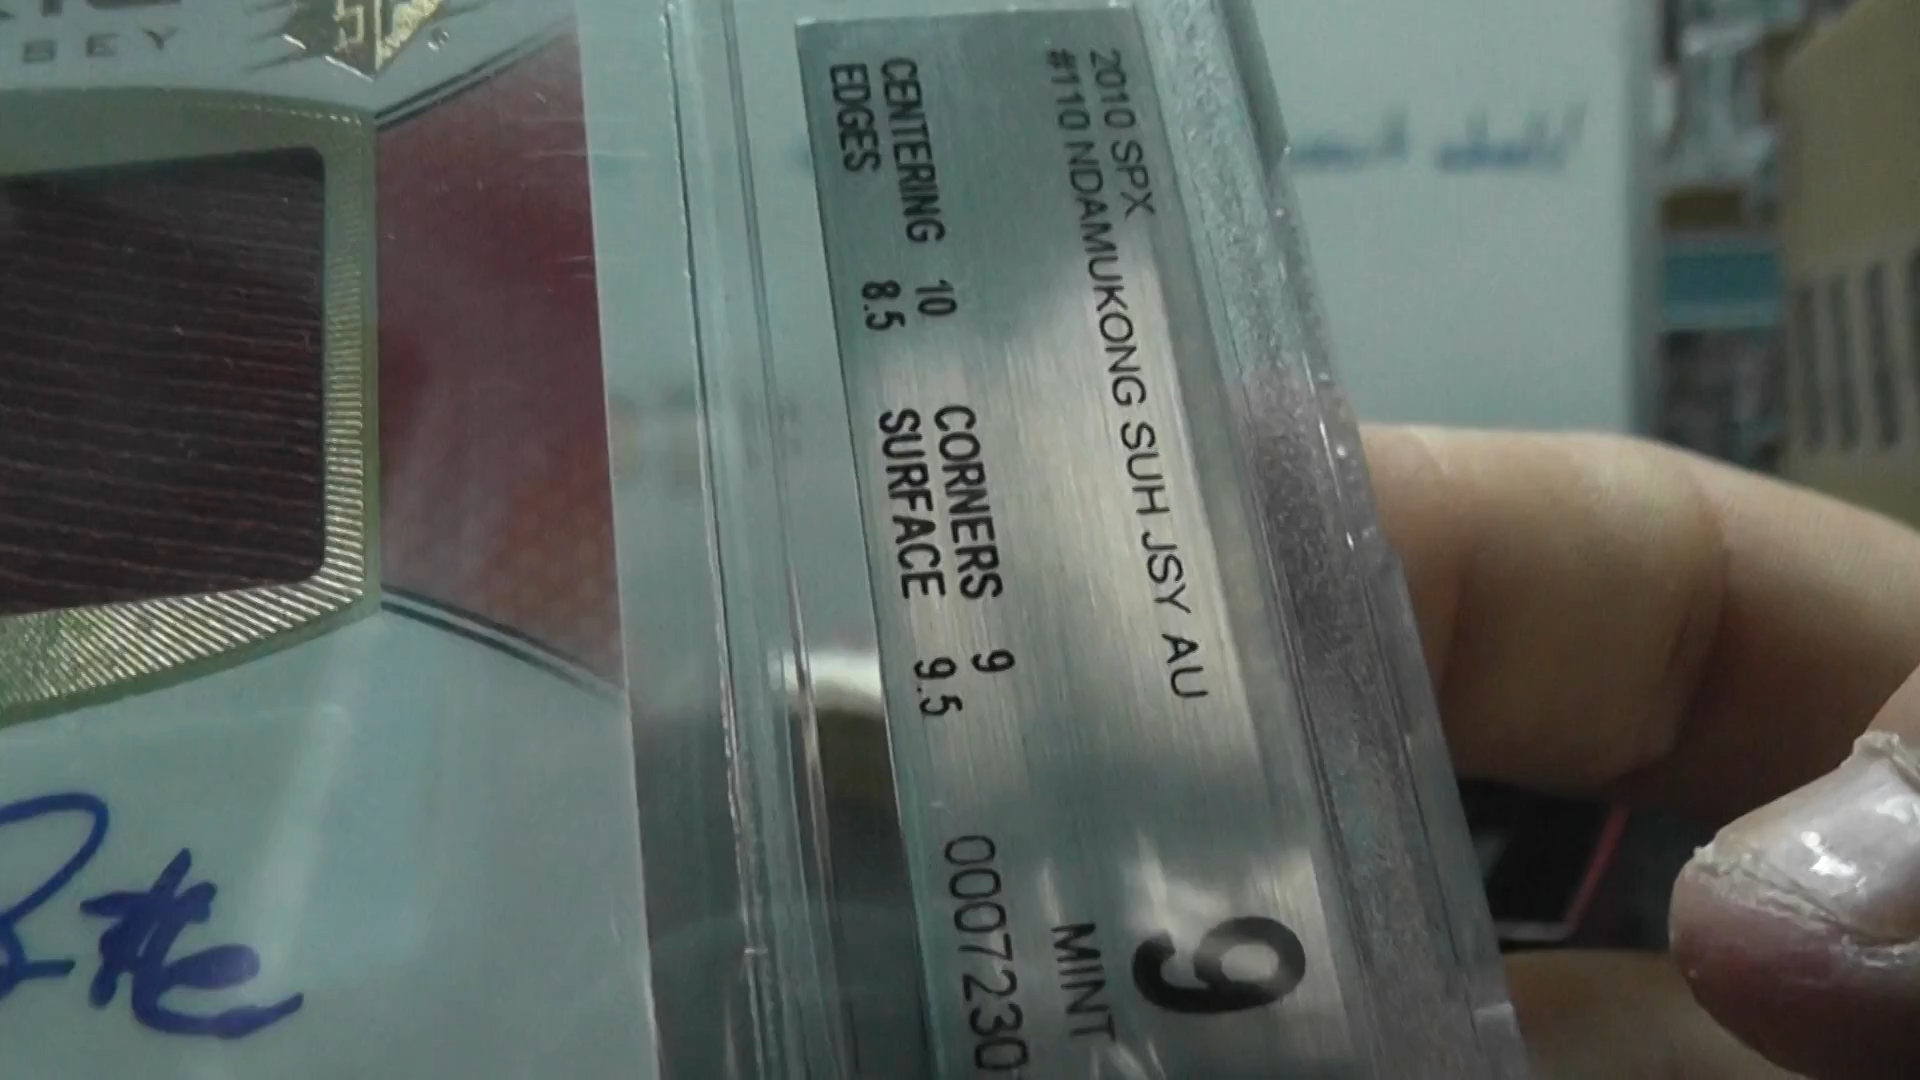 2010 SPX
#110 NDAMUKONG SUH JSY AU
CENTERING 10 CORNERS 9
EDGES 8.5 SURFACE 9.5
9
MINT
0007230